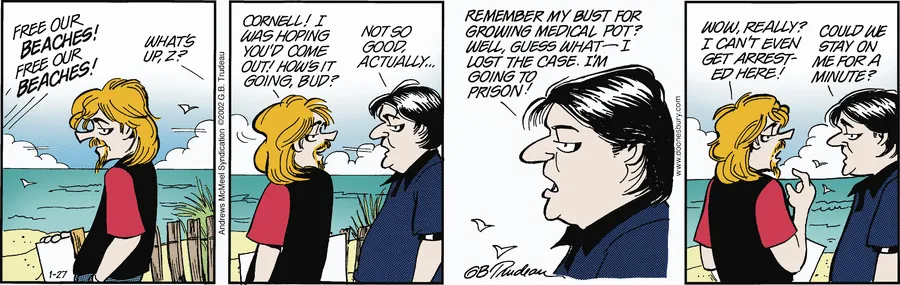 FREE OUR
BEACHES!
FREE OUR
BEACHES!
WHAT'S
UP, Z?
1-27
Andrews McMeel Syndication ©2002 G.B. Trudeau
CORNELL! I
WAS HOPING
YOU'D COME
OUT! HOW'S IT
GOING, BUD?
NOT SO
GOOD,
ACTUALLY...
REMEMBER MY BUST FOR
GROWING MEDICAL POT?
WELL, GUESS WHAT — I
LOST THE CASE. I'M
GOING TO
PRISON!
GB Trudeau
www.doonesbury.com
WOW, REALLY?
I CAN'T EVEN
GET ARREST-
ED HERE!
COULD WE
STAY ON
ME FOR A
MINUTE?